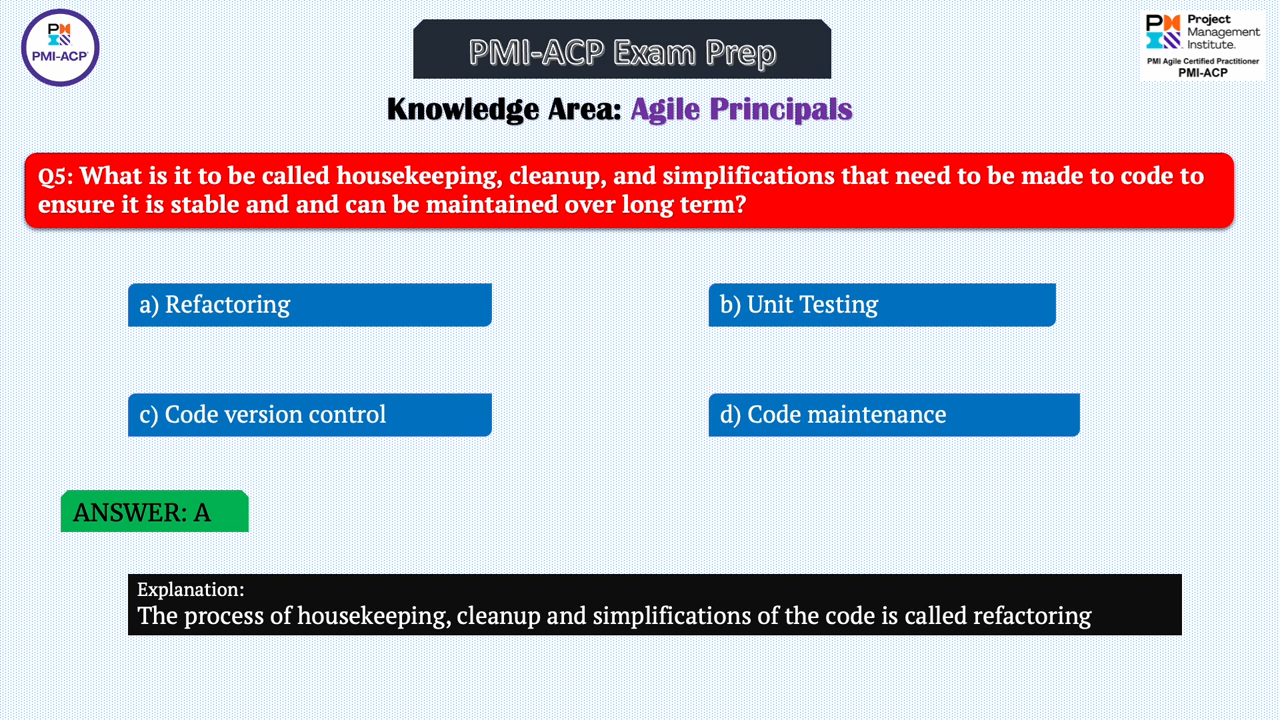 PMI-ACP
PMI-ACP Exam Prep
Project
Management
Institute.
PMI Agile Certified Practitioner
PMI-ACP
Knowledge Area: Agile Principals
Q5: What is it to be called housekeeping, cleanup, and simplifications that need to be made to code to
ensure it is stable and and can be maintained over long term?
a) Refactoring
b) Unit Testing
c) Code version control
d) Code maintenance
ANSWER: A
Explanation:
The process of housekeeping, cleanup and simplifications of the code is called refactoring